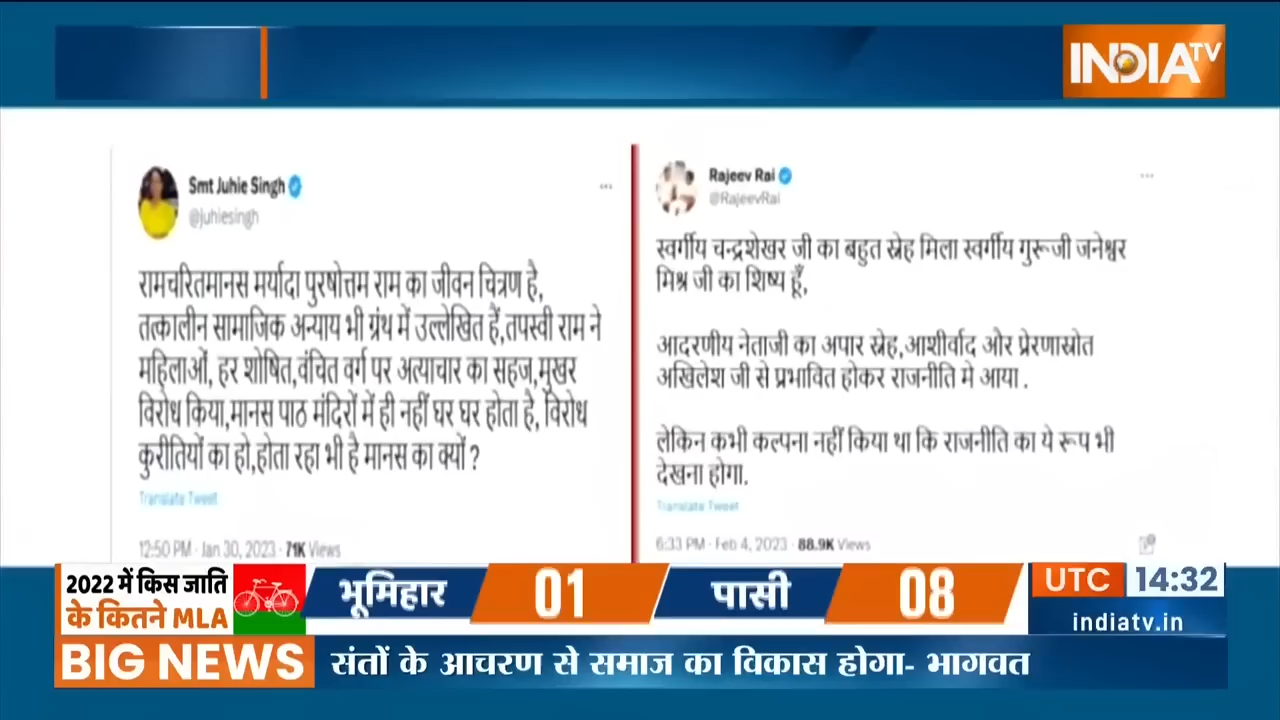 INDIA TV
Smt Juhie Singh
@juhiesingh
रामचरितमानस मर्यादा पुरषोत्तम राम का जीवन चित्रण है,
तत्कालीन सामाजिक अन्याय भी ग्रंथ में उल्लेखित हैं,तपस्वी राम ने
महिलाओं, हर शोषित,वंचित वर्ग पर अत्याचार का सहज,मुखर
विरोध किया,मानस पाठ मंदिरों में ही नहीं घर घर होता है, विरोध
कुरीतियों का हो,होता रहा भी है मानस का क्यों ?
Translate Tweet
12:50 PM · Jan 30, 2023 · 71K Views
Rajeev Rai
@RajeevRai
स्वर्गीय चन्द्रशेखर जी का बहुत स्नेह मिला स्वर्गीय गुरूजी जनेश्वर
मिश्र जी का शिष्य हूँ,
आदरणीय नेताजी का अपार स्नेह,आशीर्वाद और प्रेरणास्रोत
अखिलेश जी से प्रभावित होकर राजनीति मे आया .
लेकिन कभी कल्पना नहीं किया था कि राजनीति का ये रूप भी
देखना होगा.
Translate Tweet
6:33 PM · Feb 4, 2023 · 88.9K Views
2022 में किस जाति
के कितने MLA
भूमिहार 01 पासी 08
UTC 14:32
indiatv.in
BIG NEWS
संतों के आचरण से समाज का विकास होगा- भागवत